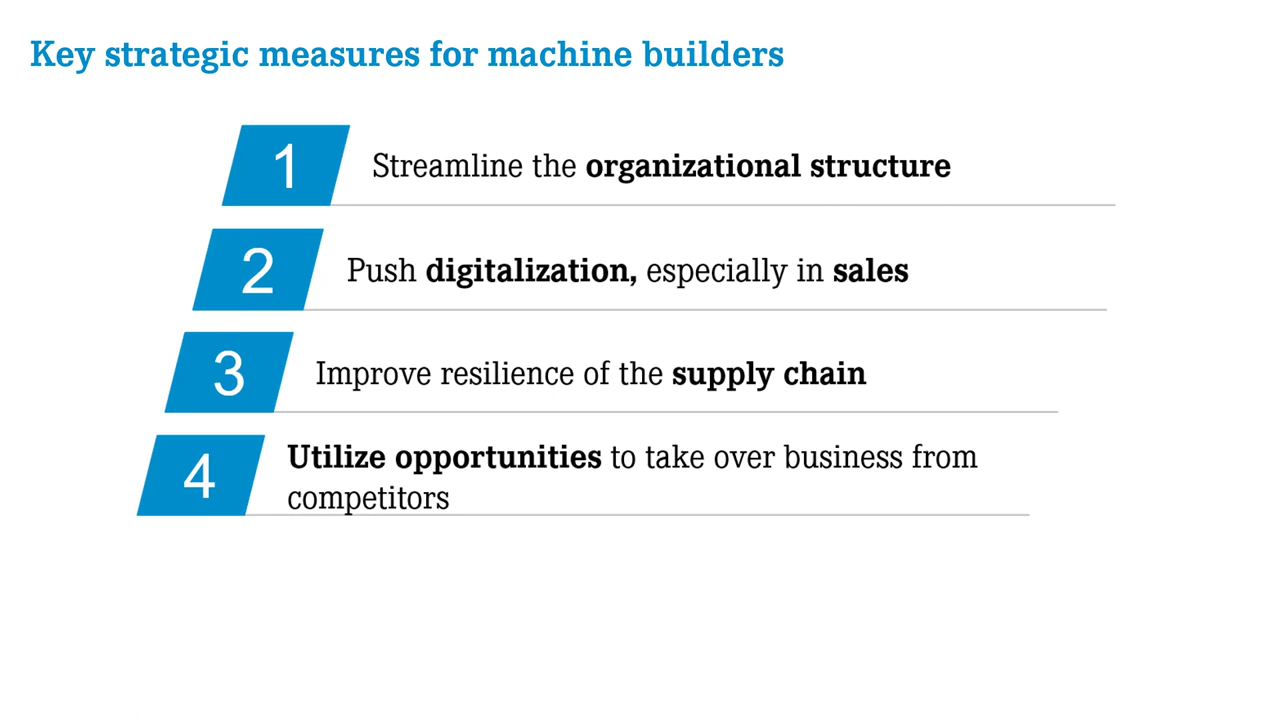 Key strategic measures for machine builders
1
Streamline the organizational structure
2
Push digitalization, especially in sales
3
Improve resilience of the supply chain
4
Utilize opportunities to take over business from
competitors